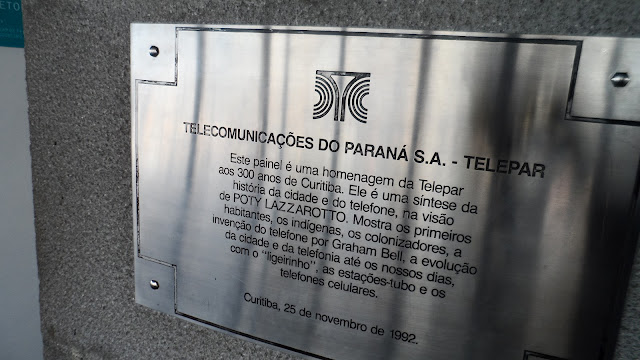 TELECOMUNICAÇÕES DO PARANÁ S.A. - TELEPAR
Este painel é uma homenagem da Telepar
aos 300 anos de Curitiba. Ele é uma síntese da
história da cidade e do telefone, na visão
de POTY LAZZAROTTO. Mostra os primeiros
habitantes, os indígenas, os colonizadores, a
invenção do telefone por Graham Bell, a evolução
da cidade e da telefonia até os nossos dias,
com o "ligeirinho", as estações-tubo e os
telefones celulares.
Curitiba, 25 de novembro de 1992.